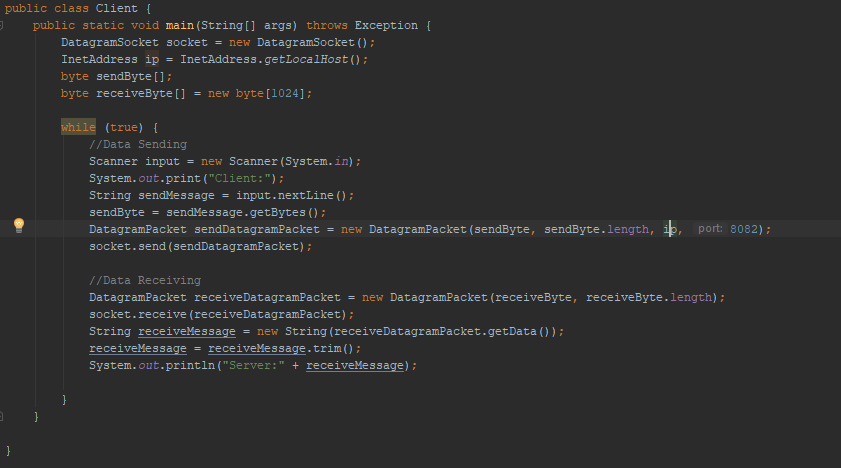 public class Client {
    public static void main(String[] args) throws Exception {
        DatagramSocket socket = new DatagramSocket();
        InetAddress ip = InetAddress.getLocalHost();
        byte sendByte[];
        byte receiveByte[] = new byte[1024];
        while (true) {
            //Data Sending
            Scanner input = new Scanner(System.in);
            System.out.print("Client:");
            String sendMessage = input.nextLine();
            sendByte = sendMessage.getBytes();
            DatagramPacket sendDatagramPacket = new DatagramPacket(sendByte, sendByte.length, ip, port: 8082);
            socket.send(sendDatagramPacket);
            //Data Receiving
            DatagramPacket receiveDatagramPacket = new DatagramPacket(receiveByte, receiveByte.length);
            socket.receive(receiveDatagramPacket);
            String receiveMessage = new String(receiveDatagramPacket.getData());
            receiveMessage = receiveMessage.trim();
            System.out.println("Server:" + receiveMessage);
        }
    }
}